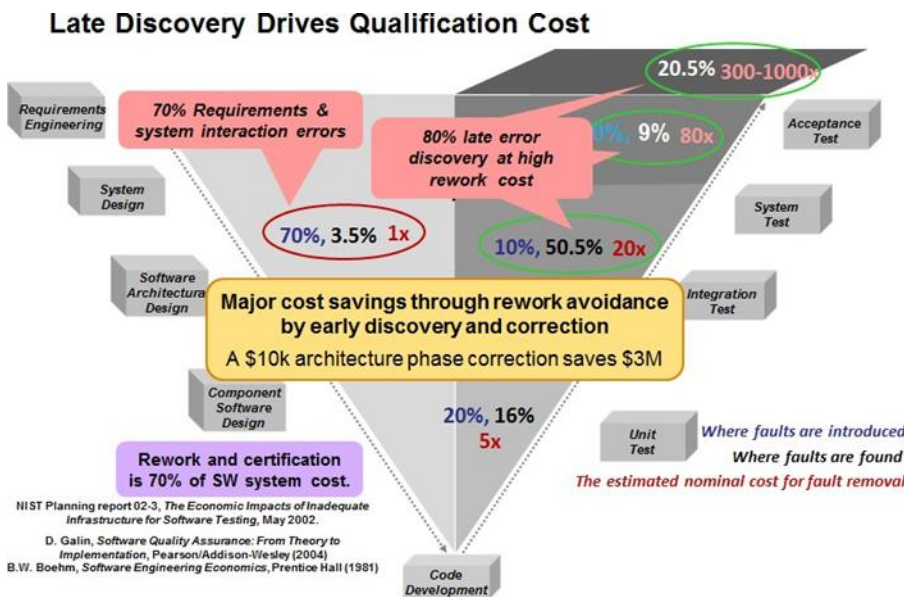 Late Discovery Drives Qualification Cost
Requirements
Engineering
70% Requirements &
system interaction errors
20.5% 300-1000x
80% late error
discovery at high
rework cost
9% 80x
Acceptance
Test
System
Design
System
Test
70%, 3.5% 1x
10%, 50.5% 20x
Software
Architectural
Design
Integration
Test
Major cost savings through rework avoidance
by early discovery and correction
A $10k architecture phase correction saves $3M
Component
Software
Design
20%, 16%
5x
Unit
Test
Where faults are introduced
Where faults are found
The estimated nominal cost for fault removal
Rework and certification
is 70% of SW system cost.
NIST Planning report 02-3, The Economic Impacts of Inadequate
Infrastructure for Software Testing, May 2002.
D. Galin, Software Quality Assurance: From Theory to
Implementation, Pearson/Addison-Wesley (2004)
B.W. Boehm, Software Engineering Economics, Prentice Hall (1981)
Code
Development